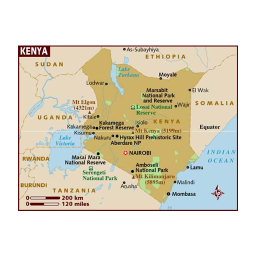 KENYA
As-Subayhiya
SUDAN
ETHIOPIA
Lodwar
Lake
Turkana
Moyale
Marsabit
National Park
and Reserve
El Wak
Mt Elgon
(4321m)
Losai National
Reserve
Wajir
SOMALIA
UGANDA
Kitale
Kakamega
Kakamega
Forest Reserve
Isiolo
KENYA
Kisumu
Mt Kenya (5199m)
Equator
Nakuru
Hyrax Hill Prehistoric Site
Aberdare NP
Lake
Victoria
RWANDA
Masai Mara
National Reserve
NAIROBI
Serengeti
National Park
Amboseli
National Park
Lamu
BURUNDI
Mt Kilimanjaro
(5895m)
Malindi
TANZANIA
Arusha
INDIAN
OCEAN
Mombasa
0 200 km
0 120 miles